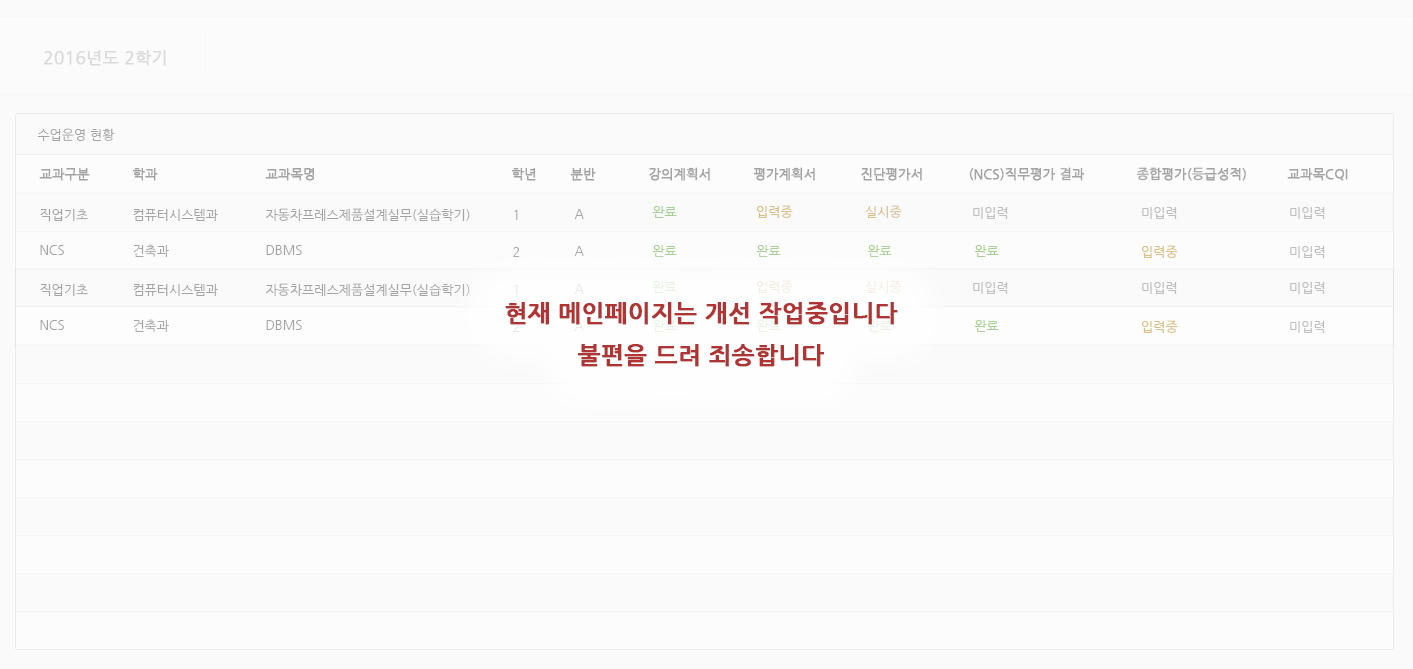 2016년도 2학기
수업운영 현황
교과구분 학과 교과목명 학년 분반 강의계획서 평가계획서 진단평가서 (NCS)직무평가 결과 종합평가(등급성적) 교과목CQI
직업기초 컴퓨터시스템과 자동차프레스제품설계실무(실습학기) 1 A 완료 입력중 실시중 미입력 미입력 미입력
NCS 건축과 DBMS 2 A 완료 완료 완료 완료 입력중 미입력
직업기초 컴퓨터시스템과 자동차프레스제품설계실무(실습학기) 1 A 완료 입력중 실시중 미입력 미입력 미입력
현재 메인페이지는 개선 작업중입니다
NCS 건축과 DBMS 완료 입력중 미입력
불편을 드려 죄송합니다